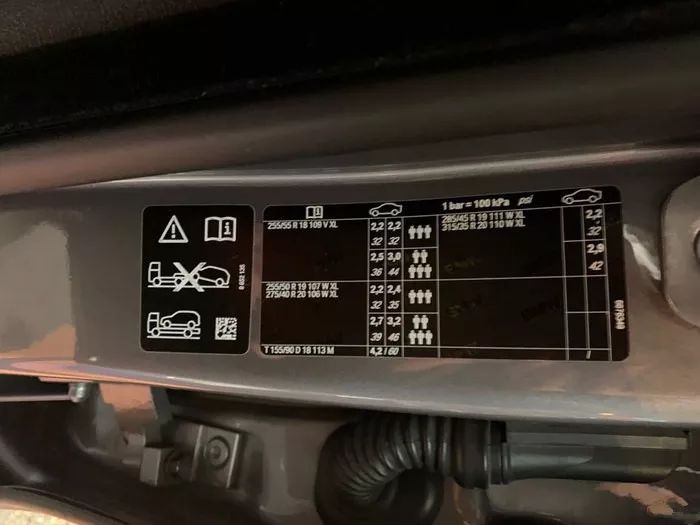 1 bar = 100 kPa psi
255/55 R 18 109 V XL 2,2 2,2
32 32
2,5 3,0
36 44
255/50 R 19 107 W XL 2,2 2,4
275/40 R 20 106 W XL 32 35
2,7 3,2
39 46
T 155/90 D 18 113 M 4,2 / 60
285/45 R 19 111 W XL 2,2
315/35 R 20 110 W XL 32
2,9
42
/